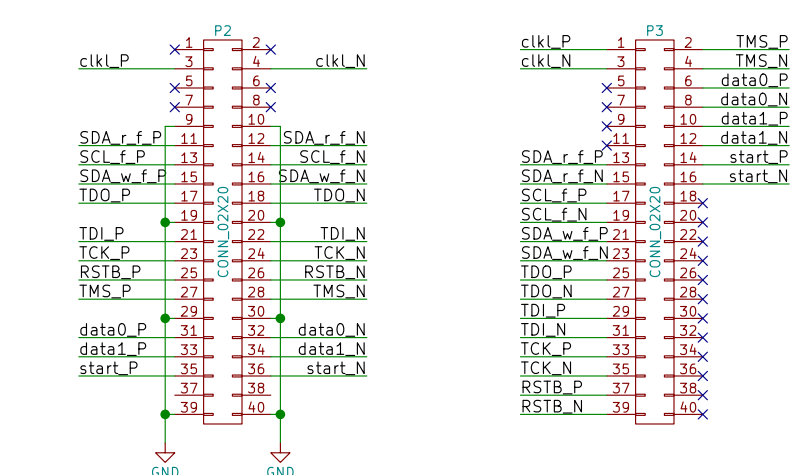 P2
1 2
clkl_P 3 4 clkl_N
5 6
7 8
9 10
SDA_r_f_P 11 12 SDA_r_f_N
SCL_f_P 13 14 SCL_f_N
SDA_w_f_P 15 16 SDA_w_f_N
TDO_P 17 18 TDO_N
19 20
TDI_P 21 22 TDI_N
TCK_P 23 24 TCK_N
RSTB_P 25 26 RSTB_N
TMS_P 27 28 TMS_N
29 30
data0_P 31 32 data0_N
data1_P 33 34 data1_N
start_P 35 36 start_N
37 38
39 40
CONN_02X20
GND GND
P3
clkl_P 1 2 TMS_P
clkl_N 3 4 TMS_N
5 6 data0_P
7 8 data0_N
9 10 data1_P
11 12 data1_N
SDA_r_f_P 13 14 start_P
SDA_r_f_N 15 16 start_N
SCL_f_P 17 18
SCL_f_N 19 20
SDA_w_f_P 21 22
SDA_w_f_N 23 24
TDO_P 25 26
TDO_N 27 28
TDI_P 29 30
TDI_N 31 32
TCK_P 33 34
TCK_N 35 36
RSTB_P 37 38
RSTB_N 39 40
CONN_02X20